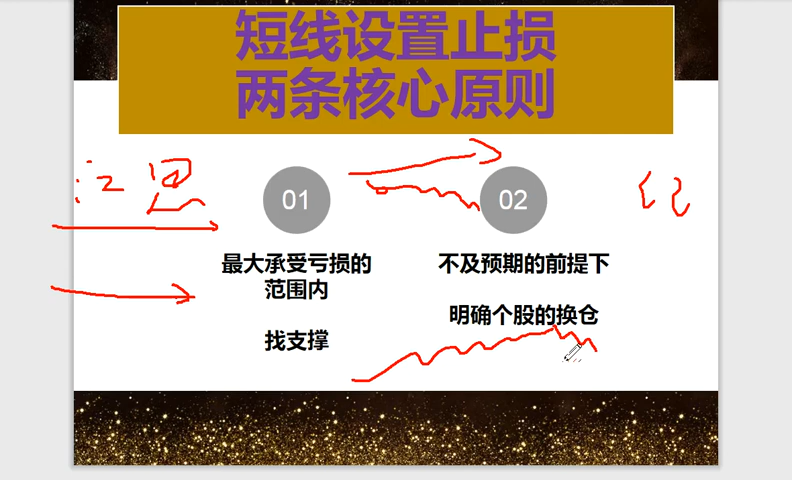 短线设置止损
两条核心原则
01
02
最大承受亏损的
范围内
找支撑
不及预期的前提下
明确个股的换仓